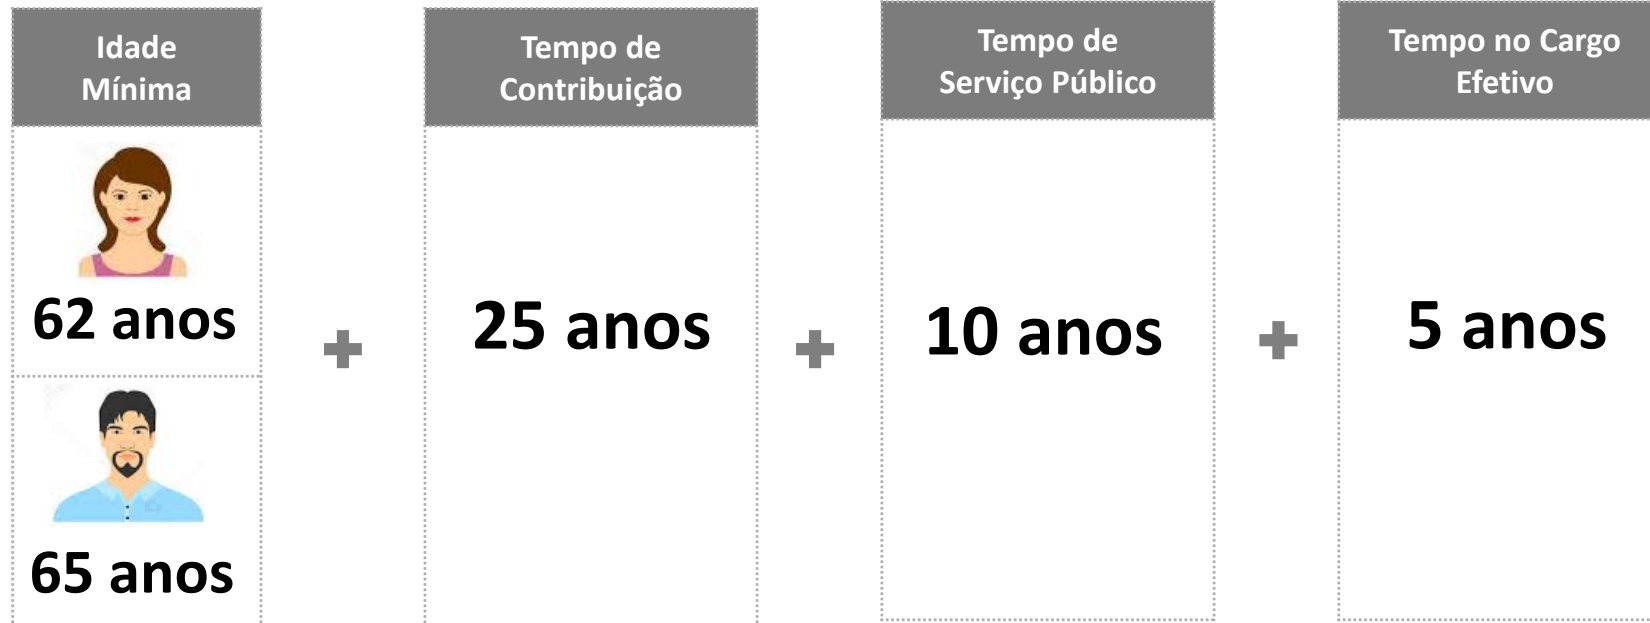 Idade
Mínima
62 anos
65 anos
Tempo de
Contribuição
25 anos
Tempo de
Serviço Público
10 anos
Tempo no Cargo
Efetivo
5 anos